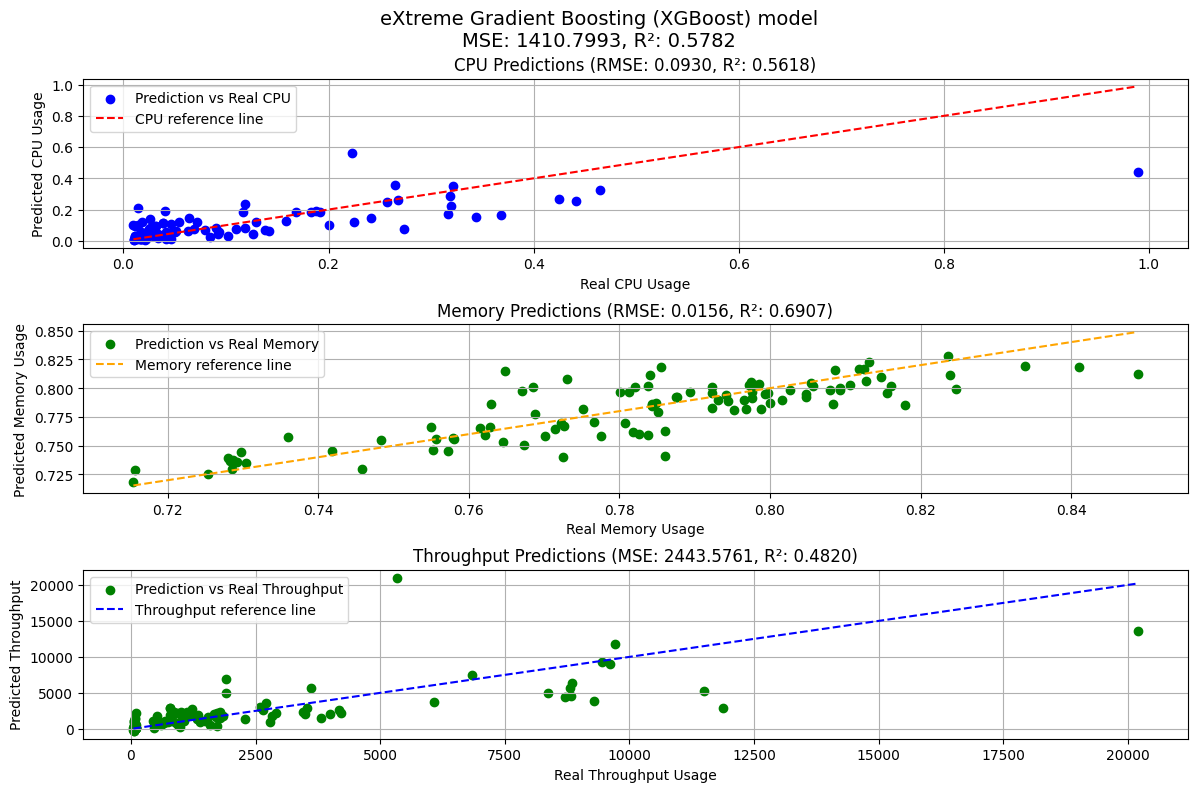 eXtreme Gradient Boosting (XGBoost) model
MSE: 1410.7993, R²: 0.5782
CPU Predictions (RMSE: 0.0930, R²: 0.5618)
Predicted CPU Usage
1.0
0.8
0.6
0.4
0.2
0.0
Prediction vs Real CPU
CPU reference line
0.0 0.2 0.4 0.6 0.8 1.0
Real CPU Usage
Memory Predictions (RMSE: 0.0156, R²: 0.6907)
Predicted Memory Usage
0.850
0.825
0.800
0.775
0.750
0.725
Prediction vs Real Memory
Memory reference line
0.72 0.74 0.76 0.78 0.80 0.82 0.84
Real Memory Usage
Throughput Predictions (MSE: 2443.5761, R²: 0.4820)
Predicted Throughput
20000
15000
10000
5000
0
Prediction vs Real Throughput
Throughput reference line
0 2500 5000 7500 10000 12500 15000 17500 20000
Real Throughput Usage